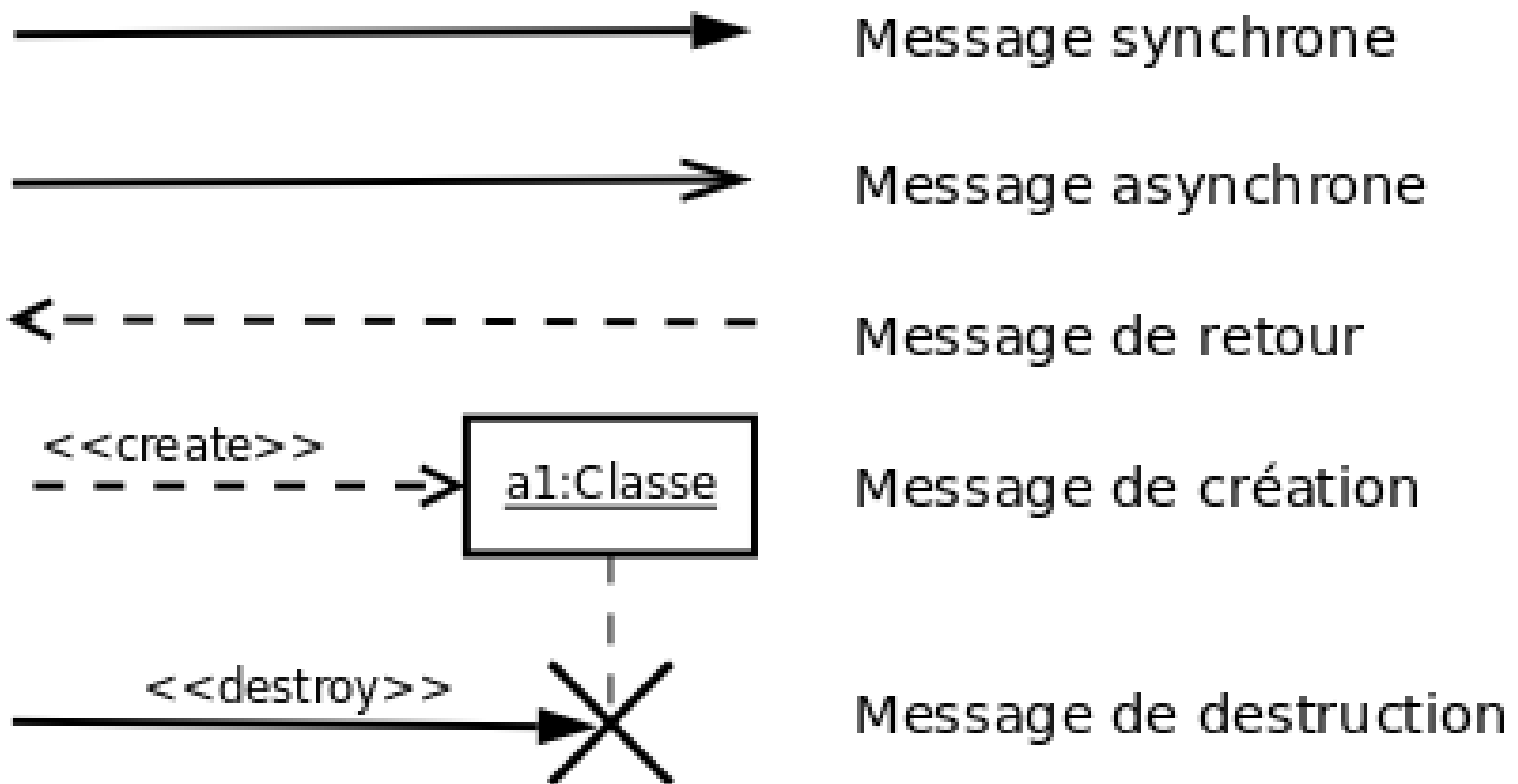 Message synchrone
Message asynchrone
Message de retour
<<create>>
a1:Classe
Message de création
<<destroy>>
Message de destruction